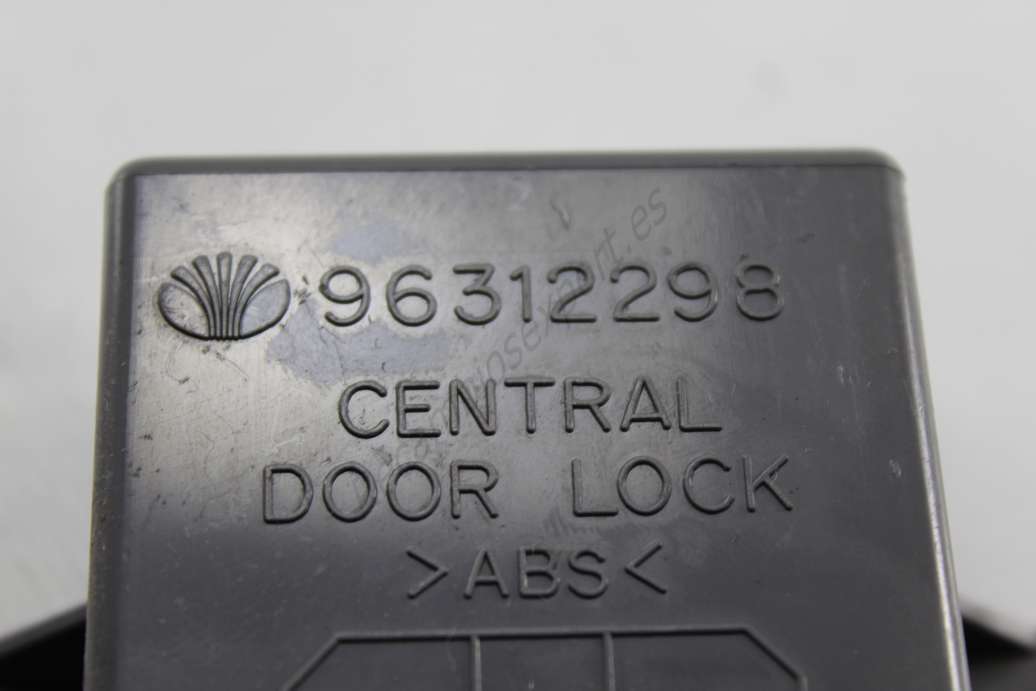 96312298
CENTRAL
DOOR LOCK
>ABS<